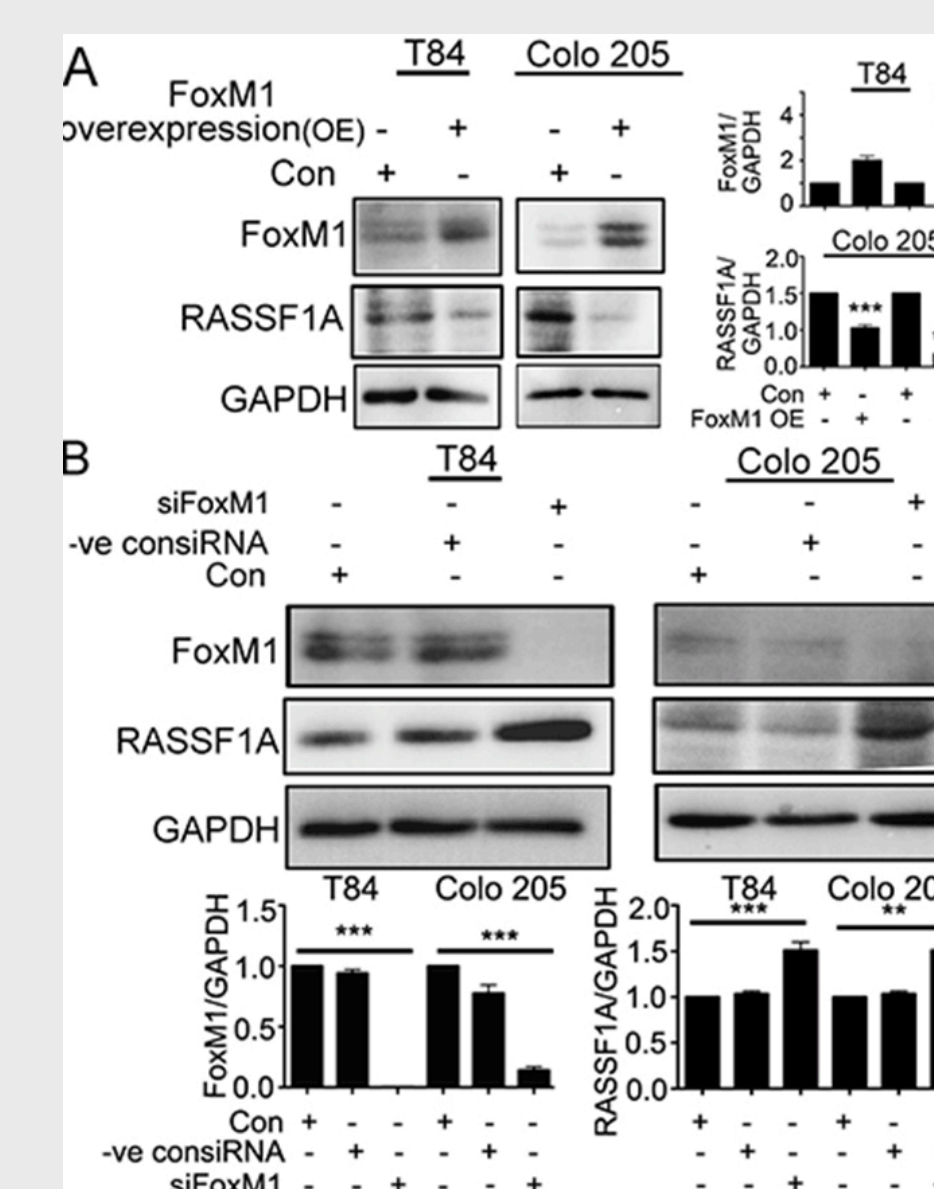 A
T84
Colo 205
FoxM1
overexpression(OE) - + - +
Con + - + -
FoxM1
RASSF1A
GAPDH
T84
FoxM1/
GAPDH
4
2
0
Colo 205
RASSF1A/
GAPDH
2.0
1.5
1.0
0.0
***
Con + - +
FoxM1 OE - + -
B
T84
Colo 205
siFoxM1 - - + - - +
-ve consiRNA - + - - + -
Con + - - + - -
FoxM1
RASSF1A
GAPDH
T84 Colo 205
FoxM1/GAPDH
1.5
1.0
0.5
0.0
*** ***
Con + - - + - -
-ve consiRNA - + - - + -
siFoxM1 - - + - - +
T84 Colo 20
RASSF1A/GAPDH
2.0
1.5
1.0
0.5
0.0
*** **
+ - - + -
- + - - +
- - + - -